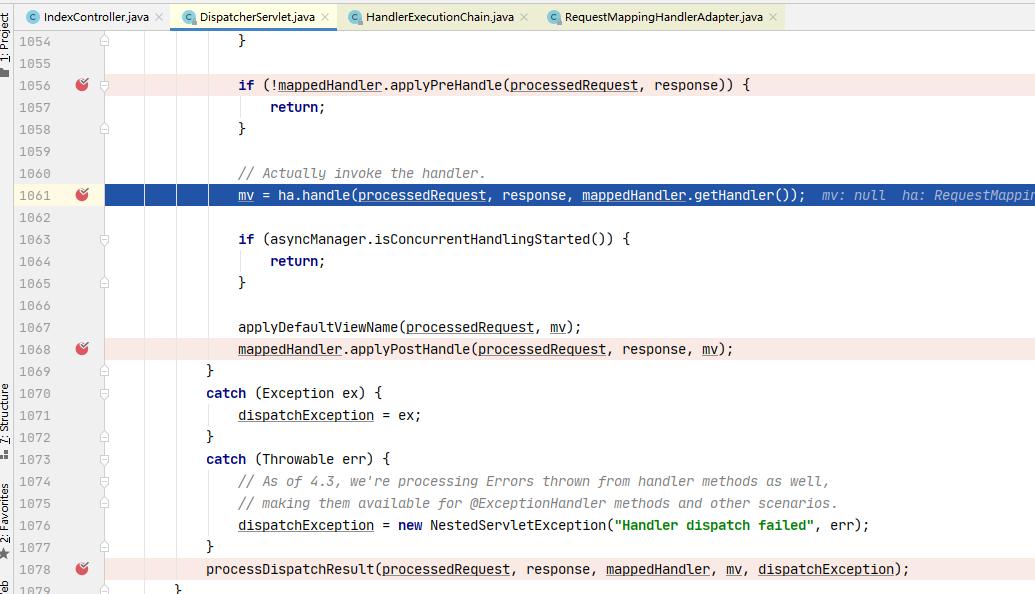 IndexController.java × DispatcherServlet.java × HandlerExecutionChain.java × RequestMappingHandlerAdapter.java ×
1: Project
7: Structure
2: Favorites
1054 }
1055
1056 if (!mappedHandler.applyPreHandle(processedRequest, response)) {
1057 return;
1058 }
1059
1060 // Actually invoke the handler.
1061 mv = ha.handle(processedRequest, response, mappedHandler.getHandler()); mv: null ha: RequestMappin
1062
1063 if (asyncManager.isConcurrentHandlingStarted()) {
1064 return;
1065 }
1066
1067 applyDefaultViewName(processedRequest, mv);
1068 mappedHandler.applyPostHandle(processedRequest, response, mv);
1069 }
1070 catch (Exception ex) {
1071 dispatchException = ex;
1072 }
1073 catch (Throwable err) {
1074 // As of 4.3, we're processing Errors thrown from handler methods as well,
1075 // making them available for @ExceptionHandler methods and other scenarios.
1076 dispatchException = new NestedServletException("Handler dispatch failed", err);
1077 }
1078 processDispatchResult(processedRequest, response, mappedHandler, mv, dispatchException);
1079 }